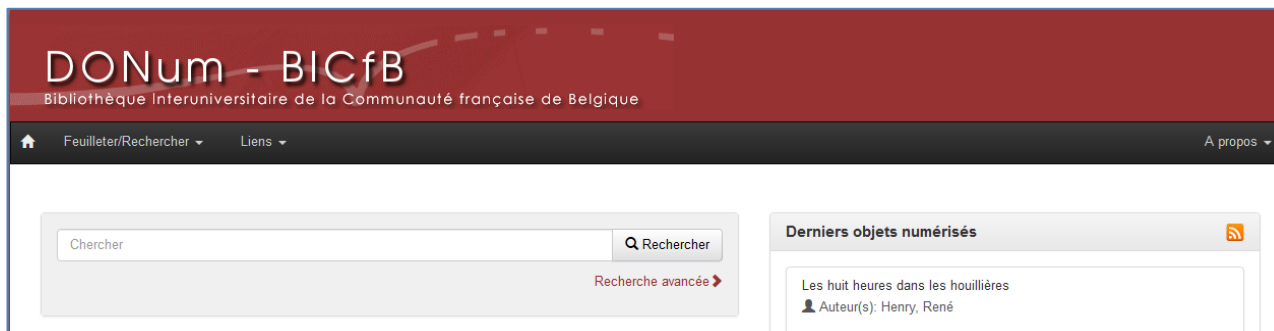 DONum - BICfB
Bibliothèque Interuniversitaire de la Communauté française de Belgique
Feuilleter/Rechercher Liens A propos
Chercher Rechercher
Recherche avancée
Derniers objets numérisés
Les huit heures dans les houillières
Auteur(s): Henry, René